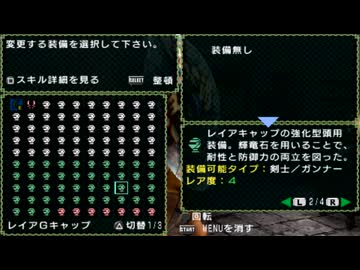 変更する装備を選択して下さい。
スキル詳細を見る SELECT 整頓
レイアGキャップ 切替1/3
装備無し
レイアキャップの強化型頭用
装備。輝竜石を用いることで、
耐性と防御力の両立を図った。
装備可能タイプ：剣士／ガンナー
レア度：4
L 2/4 R
回転
START MENUを消す